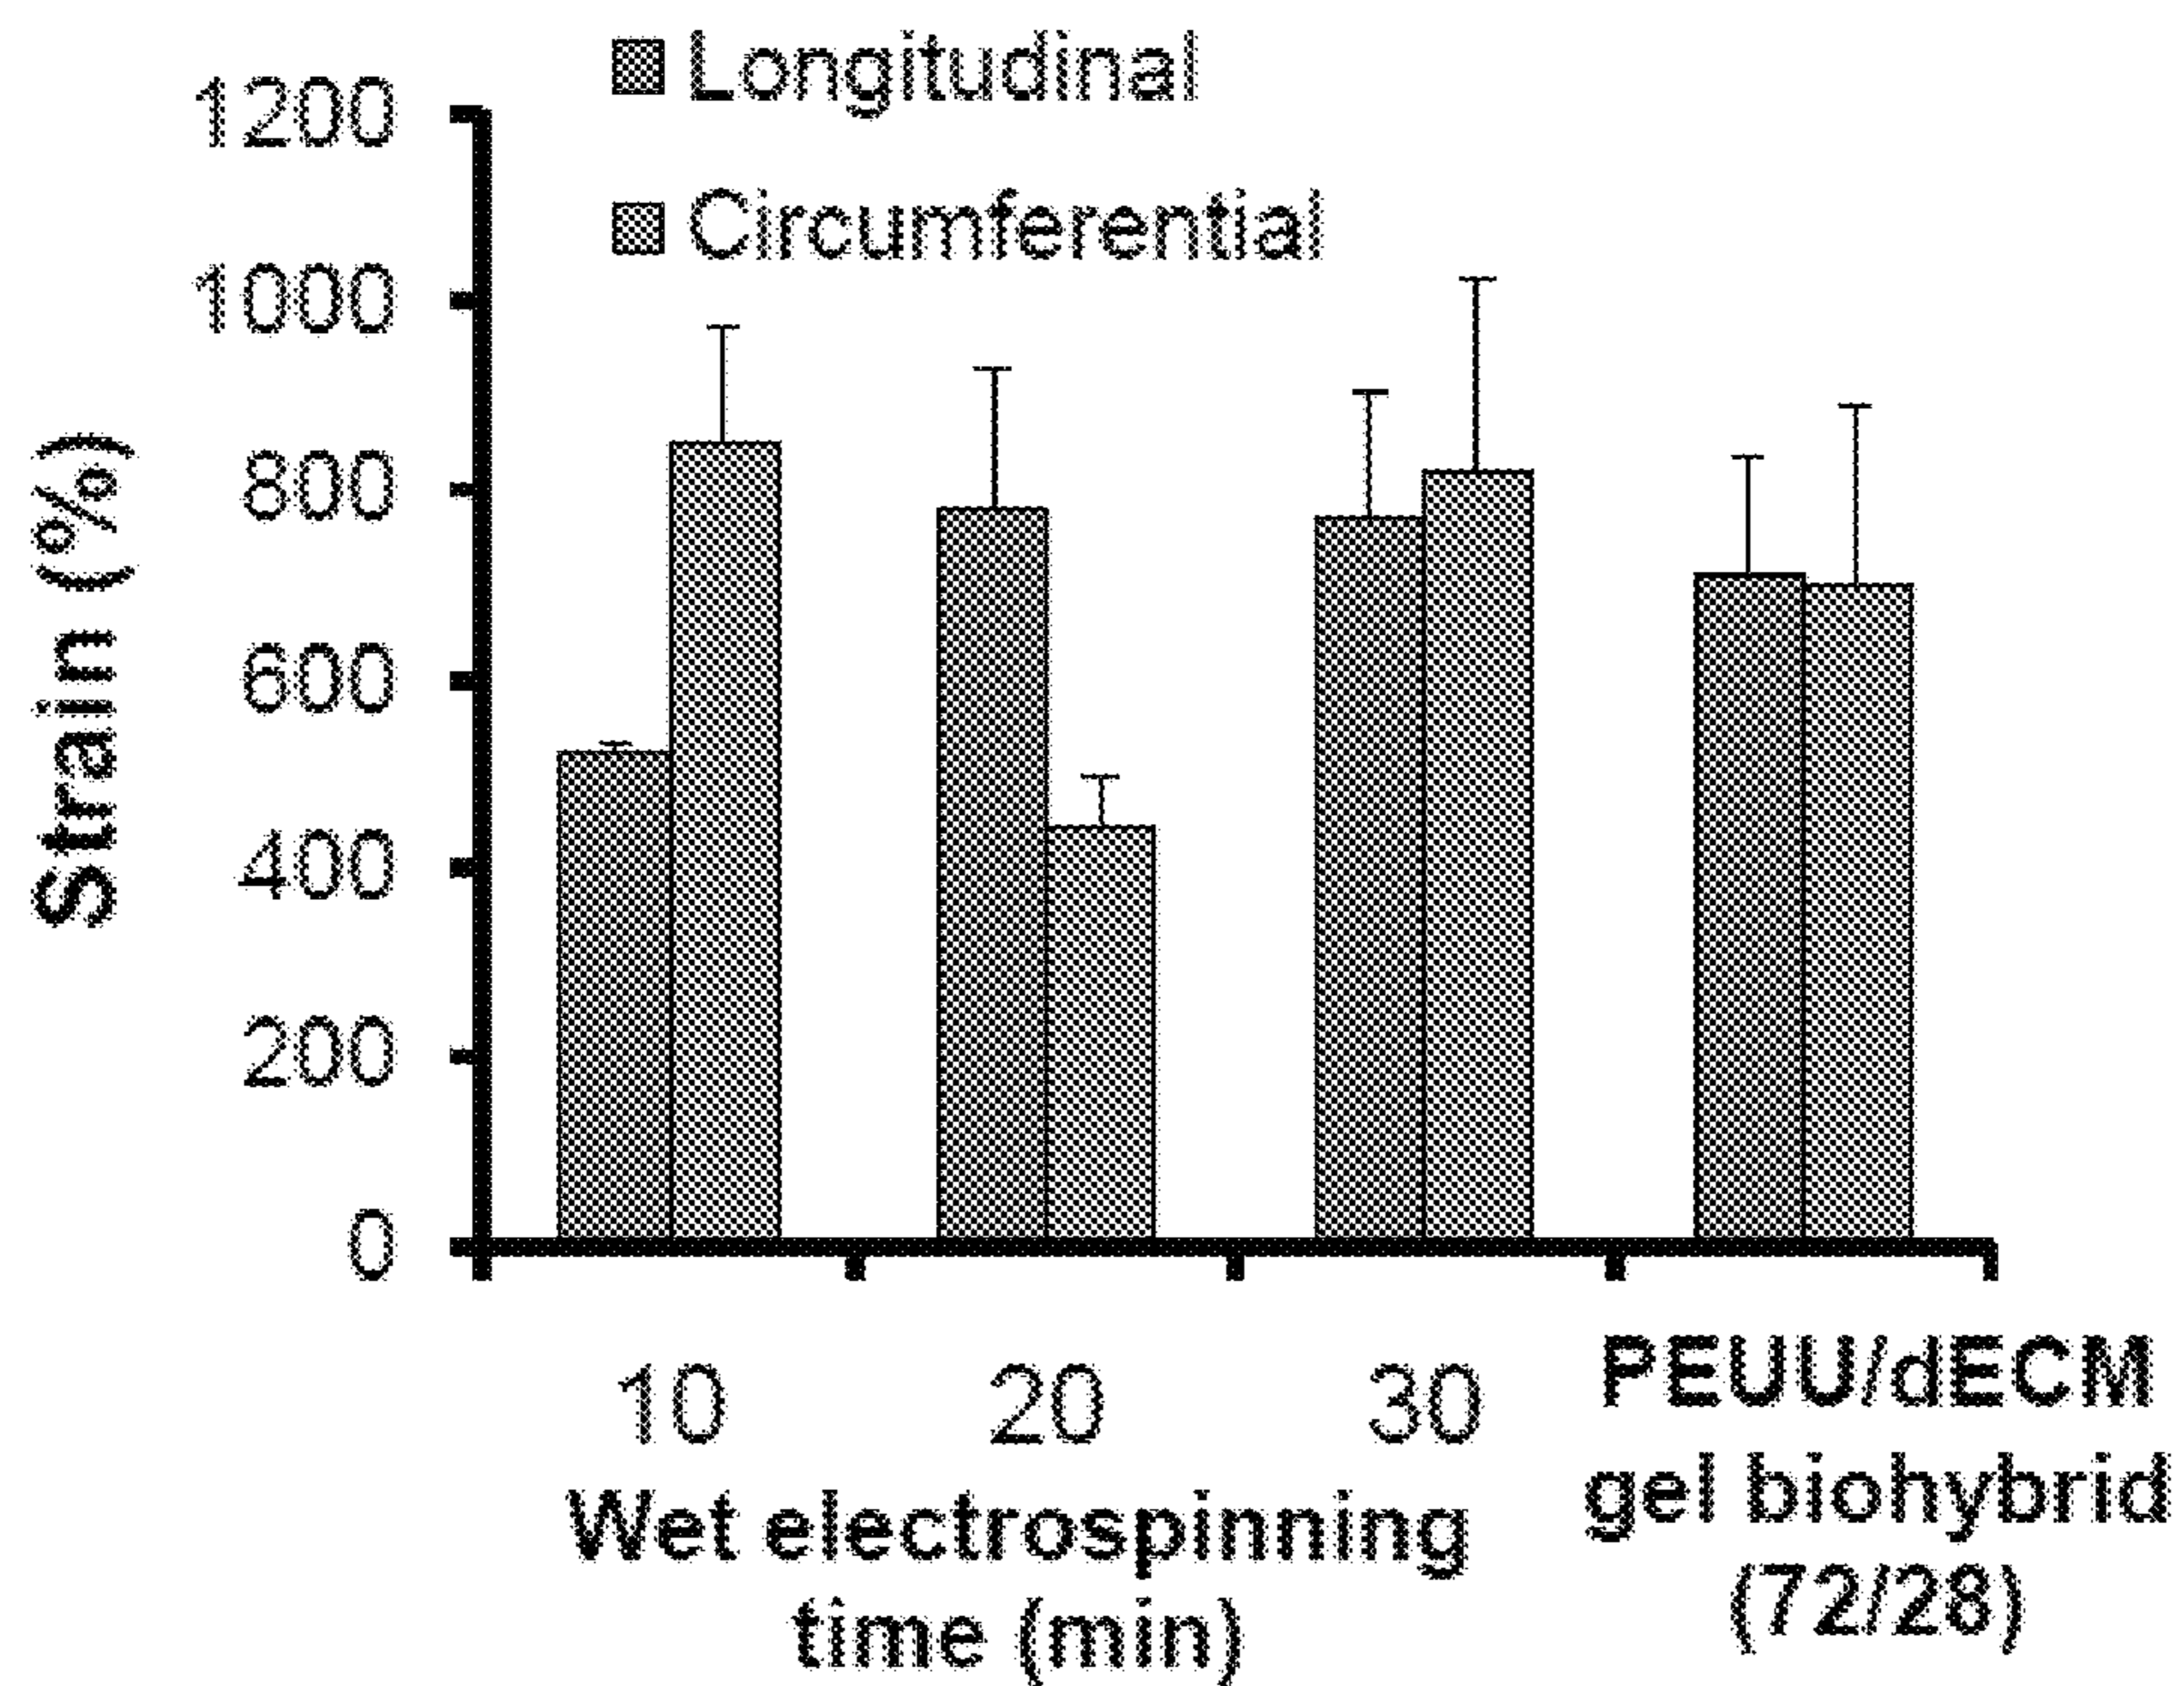 Longitudinal
Circumferential
1200
1000
800
600
400
200
0
Strain (%)
10 20 30
Wet electrospinning
time (min)
PEUU/dECM
gel biohybrid
(72/28)